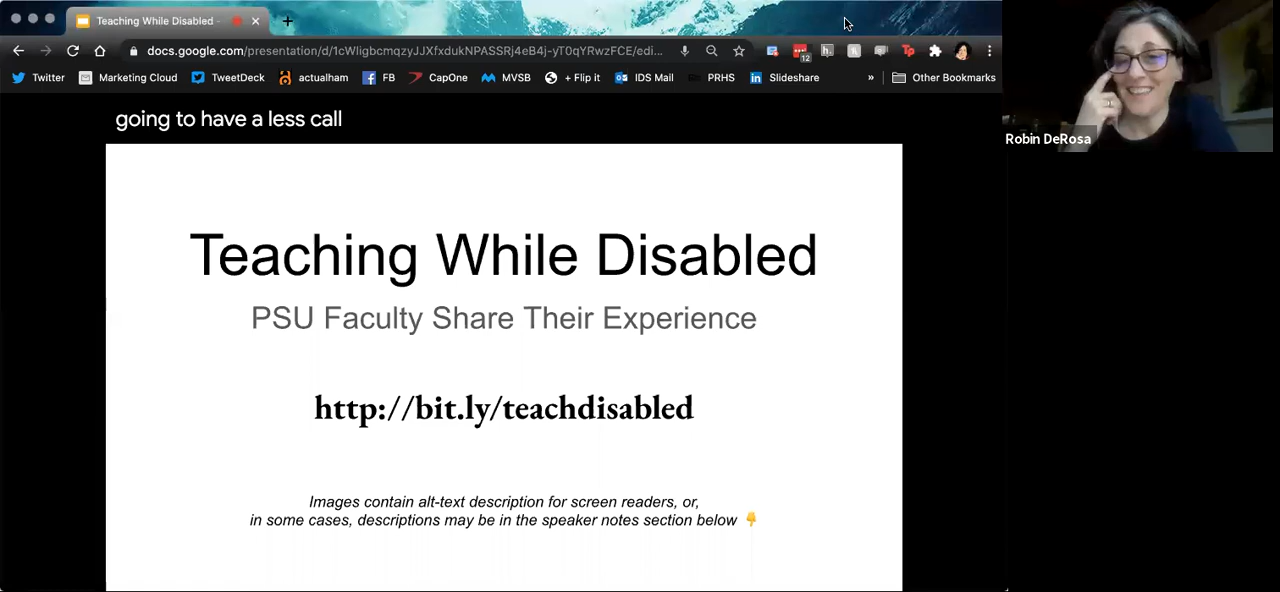 Teaching While Disabled -
docs.google.com/presentation/d/1cWligbcmqzyJJXfxdukNPASSRj4eB4j-yT0qYRwzFCE/edi...
12
Twitter Marketing Cloud TweetDeck actualham FB CapOne MVSB + Flip it IDS Mail PRHS Slideshare » Other Bookmarks
going to have a less call
Robin DeRosa
Teaching While Disabled
PSU Faculty Share Their Experience
http://bit.ly/teachdisabled
Images contain alt-text description for screen readers, or,
in some cases, descriptions may be in the speaker notes section below 👇